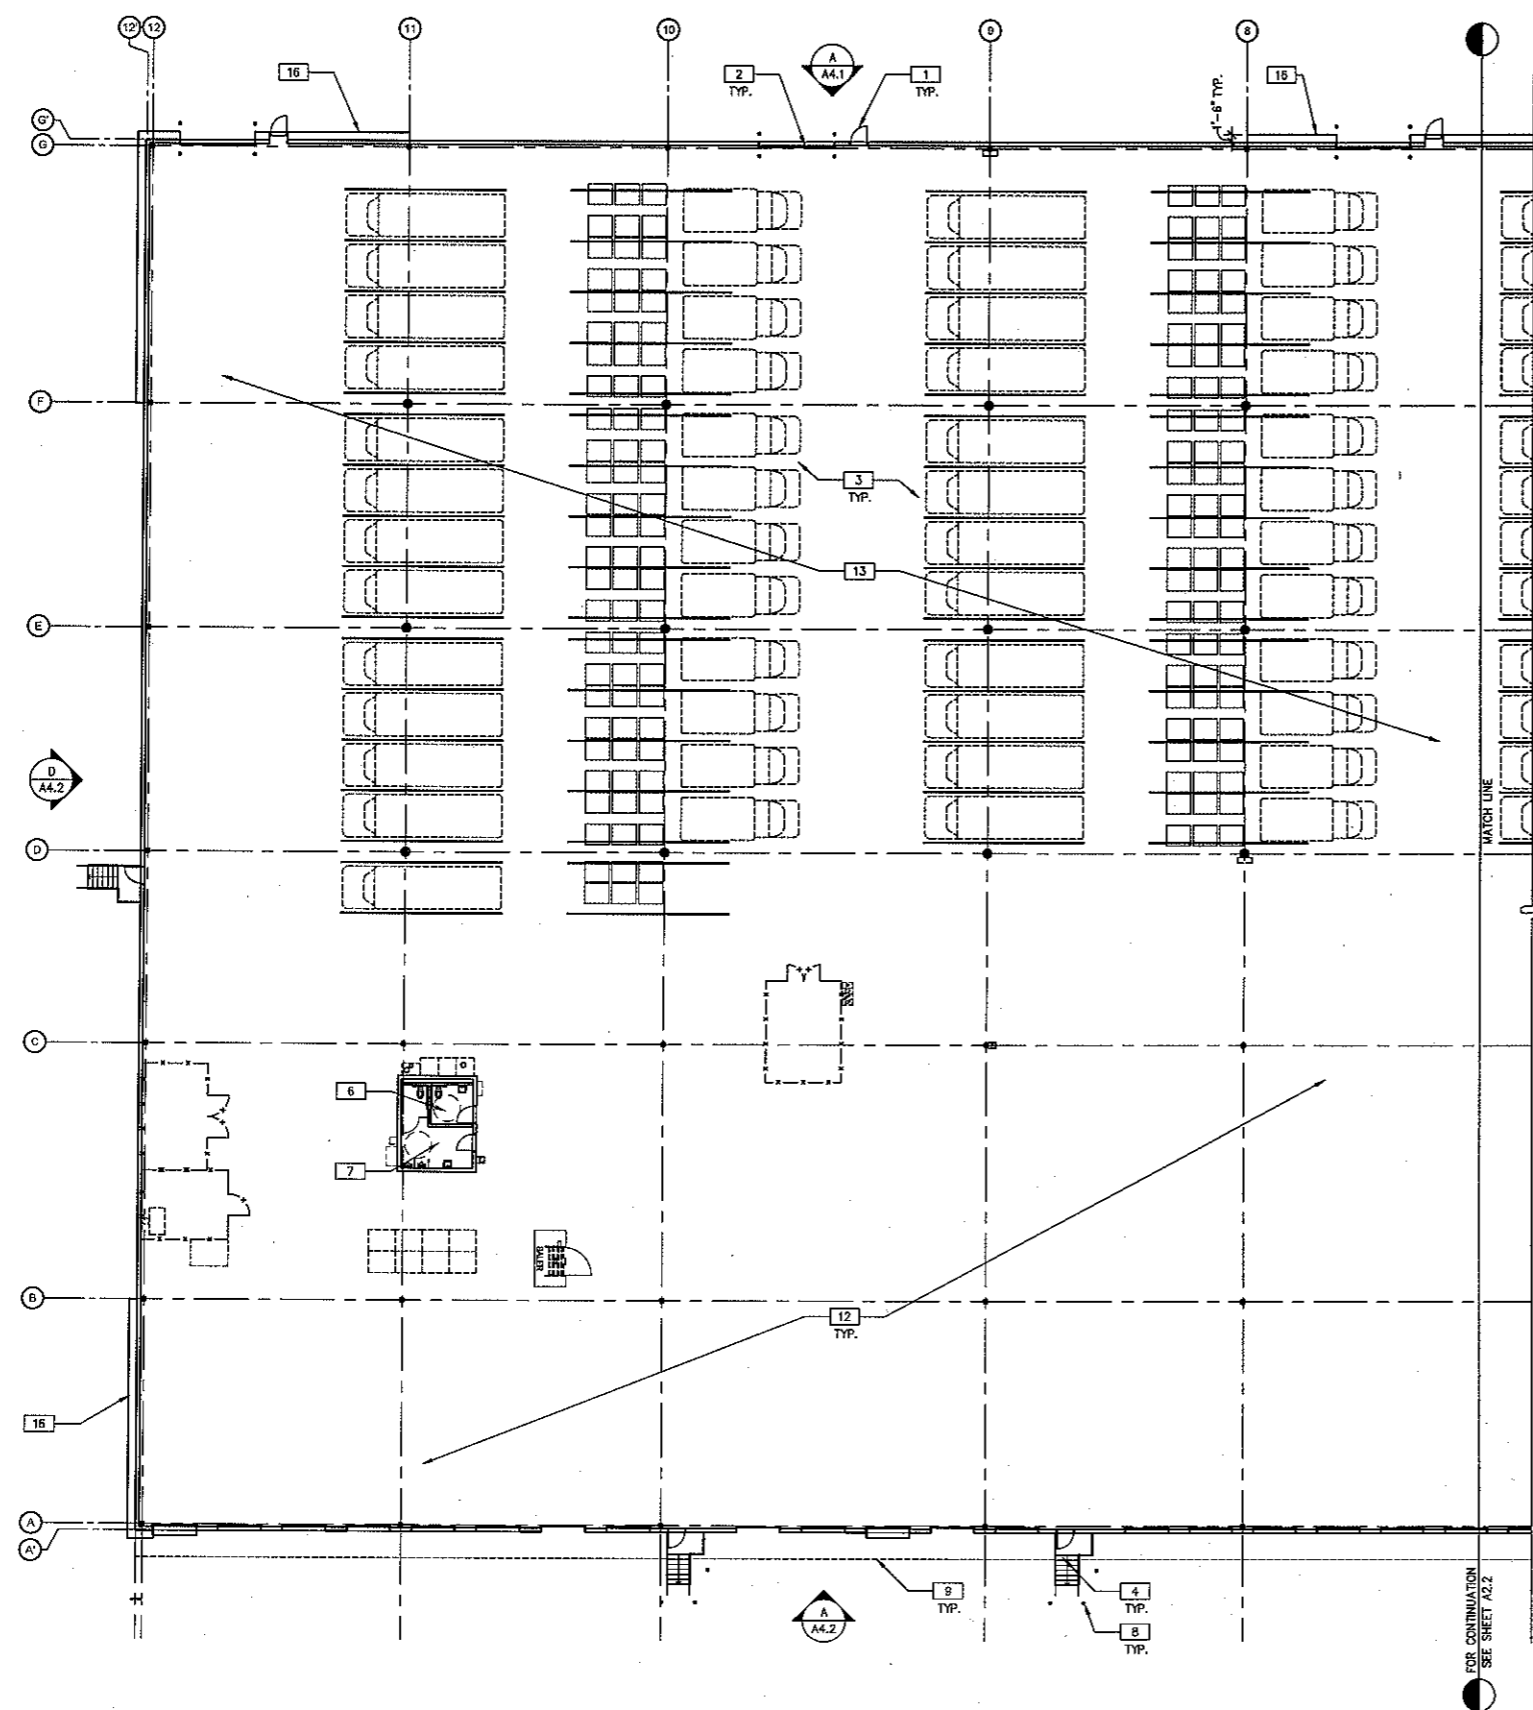 12' 12 11 10 9 8
16
2
TYP.
A
A4.1
1
TYP.
16
1'-6" TYP.
G'
G
F
3
TYP.
13
E
D
A4.2
MATCH LINE
D
C
6
7
BALER
B
12
TYP.
16
A
A'
9
TYP.
4
TYP.
A
A4.2
8
TYP.
FOR CONTINUATION
SEE SHEET A2.2